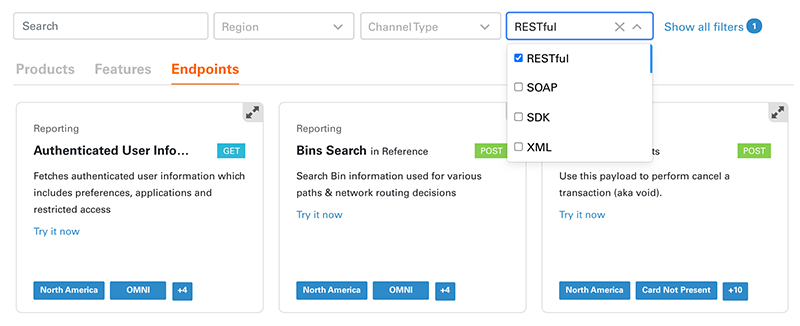 Search
Region
Channel Type
RESTful
Show all filters 1
RESTful
SOAP
SDK
XML
Products
Features
Endpoints
Reporting
Authenticated User Info...
GET
Fetches authenticated user information which
includes preferences, applications and
restricted access
Try it now
North America
OMNI
+4
Reporting
Bins Search in Reference
POST
Search Bin information used for various
paths & network routing decisions
Try it now
North America
OMNI
+4
POST
Use this payload to perform cancel a
transaction (aka void).
Try it now
North America
Card Not Present
+10